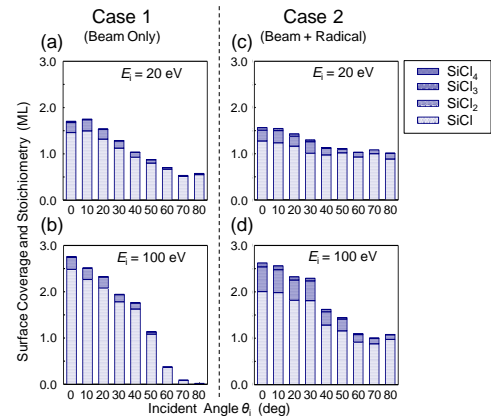 Case 1
(Beam Only)
Case 2
(Beam + Radical)
Surface Coverage and Stoichiometry (ML)
(a)
Eᵢ = 20 eV
3.0
2.0
1.0
0.0
0 10 20 30 40 50 60 70 80
(c)
Eᵢ = 20 eV
3.0
2.0
1.0
0.0
0 10 20 30 40 50 60 70 80
SiCl₄
SiCl₃
SiCl₂
SiCl
(b)
Eᵢ = 100 eV
3.0
2.0
1.0
0.0
0 10 20 30 40 50 60 70 80
(d)
Eᵢ = 100 eV
3.0
2.0
1.0
0.0
0 10 20 30 40 50 60 70 80
Incident Angle θᵢ (deg)